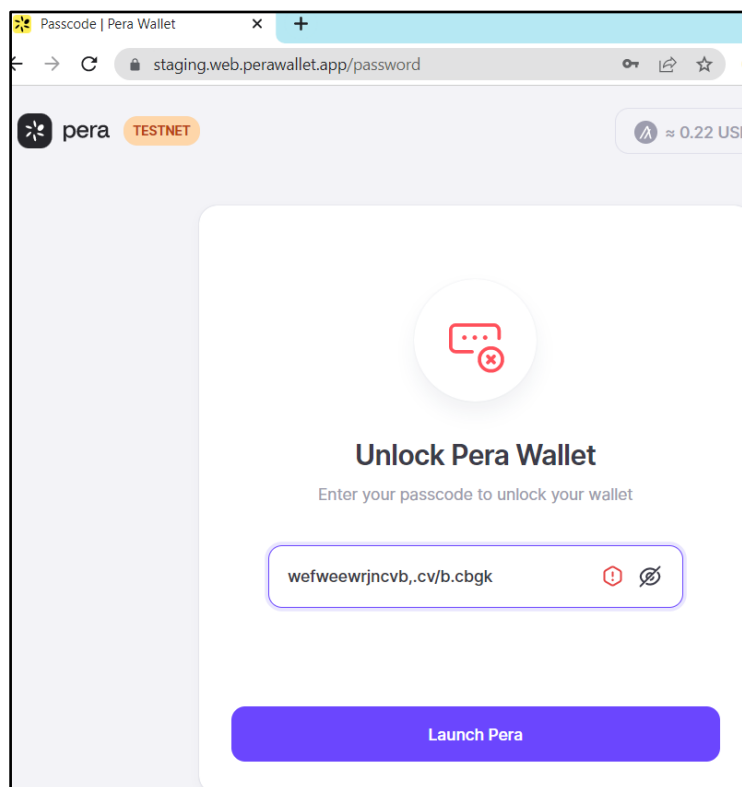 Passcode | Pera Wallet
staging.web.perawallet.app/password
pera TESTNET
≈ 0.22 USD
Unlock Pera Wallet
Enter your passcode to unlock your wallet
wefweewrjncvb,.cv/b.cbgk
Launch Pera